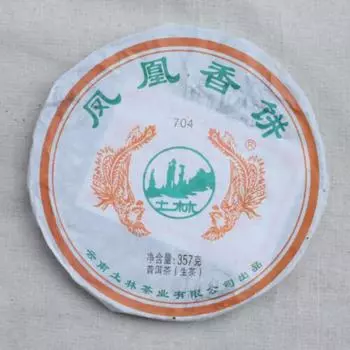 凤凰香饼
704
®
土林
净含量:357克
普洱茶(生茶)
云南土林茶业有限公司出品